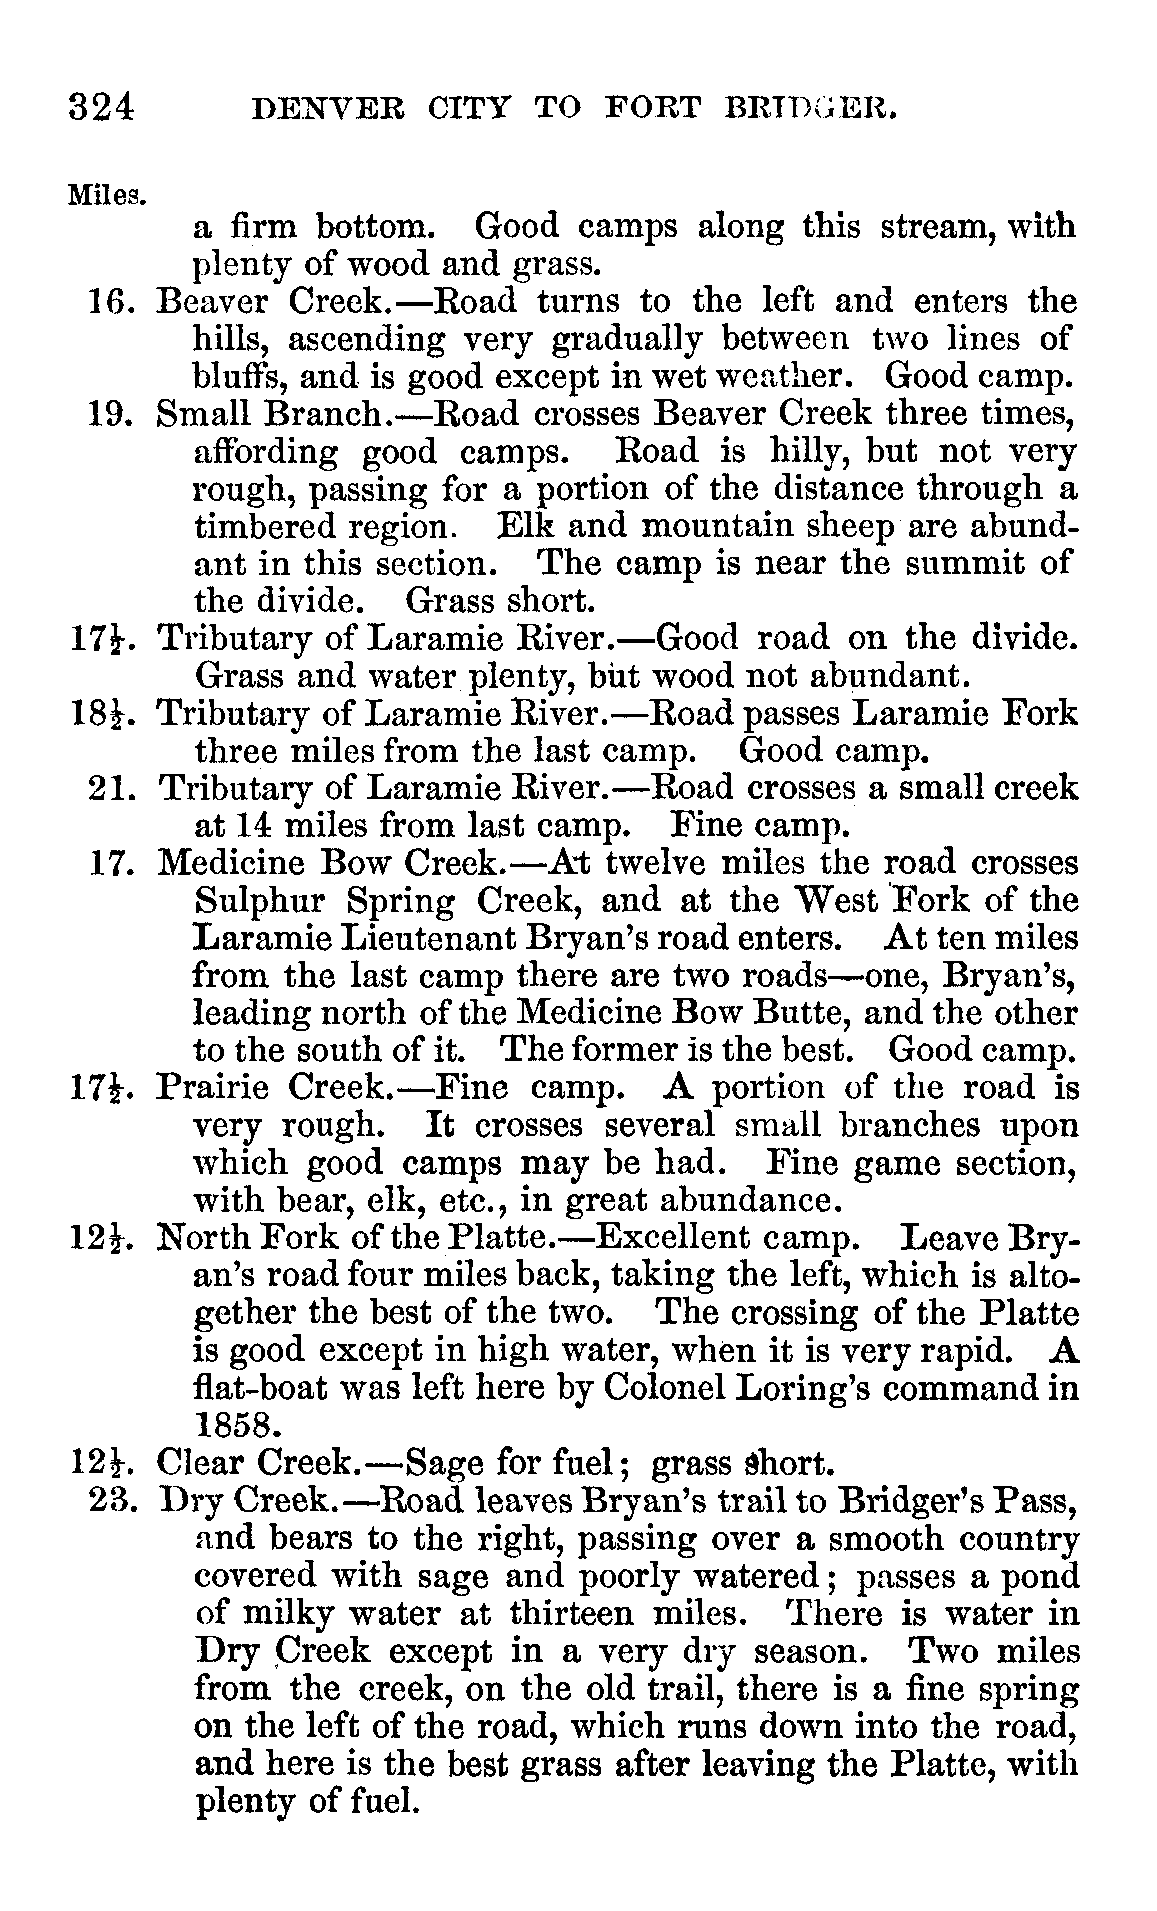 324 DENVER CITY TO FORT BRIDGER.
Miles.
a firm bottom. Good camps along this stream, with
plenty of wood and grass.
16. Beaver Creek.—Road turns to the left and enters the
hills, ascending very gradually between two lines of
bluffs, and is good except in wet weather. Good camp.
19. Small Branch.—Road crosses Beaver Creek three times,
affording good camps. Road is hilly, but not very
rough, passing for a portion of the distance through a
timbered region. Elk and mountain sheep are abund-
ant in this section. The camp is near the summit of
the divide. Grass short.
17½. Tributary of Laramie River.—Good road on the divide.
Grass and water plenty, but wood not abundant.
18½. Tributary of Laramie River.—Road passes Laramie Fork
three miles from the last camp. Good camp.
21. Tributary of Laramie River.—Road crosses a small creek
at 14 miles from last camp. Fine camp.
17. Medicine Bow Creek.—At twelve miles the road crosses
Sulphur Spring Creek, and at the West Fork of the
Laramie Lieutenant Bryan's road enters. At ten miles
from the last camp there are two roads—one, Bryan's,
leading north of the Medicine Bow Butte, and the other
to the south of it. The former is the best. Good camp.
17½. Prairie Creek.—Fine camp. A portion of the road is
very rough. It crosses several small branches upon
which good camps may be had. Fine game section,
with bear, elk, etc., in great abundance.
12½. North Fork of the Platte.—Excellent camp. Leave Bry-
an's road four miles back, taking the left, which is alto-
gether the best of the two. The crossing of the Platte
is good except in high water, when it is very rapid. A
flat-boat was left here by Colonel Loring's command in
1858.
12½. Clear Creek.—Sage for fuel; grass short.
23. Dry Creek.—Road leaves Bryan's trail to Bridger's Pass,
and bears to the right, passing over a smooth country
covered with sage and poorly watered; passes a pond
of milky water at thirteen miles. There is water in
Dry Creek except in a very dry season. Two miles
from the creek, on the old trail, there is a fine spring
on the left of the road, which runs down into the road,
and here is the best grass after leaving the Platte, with
plenty of fuel.